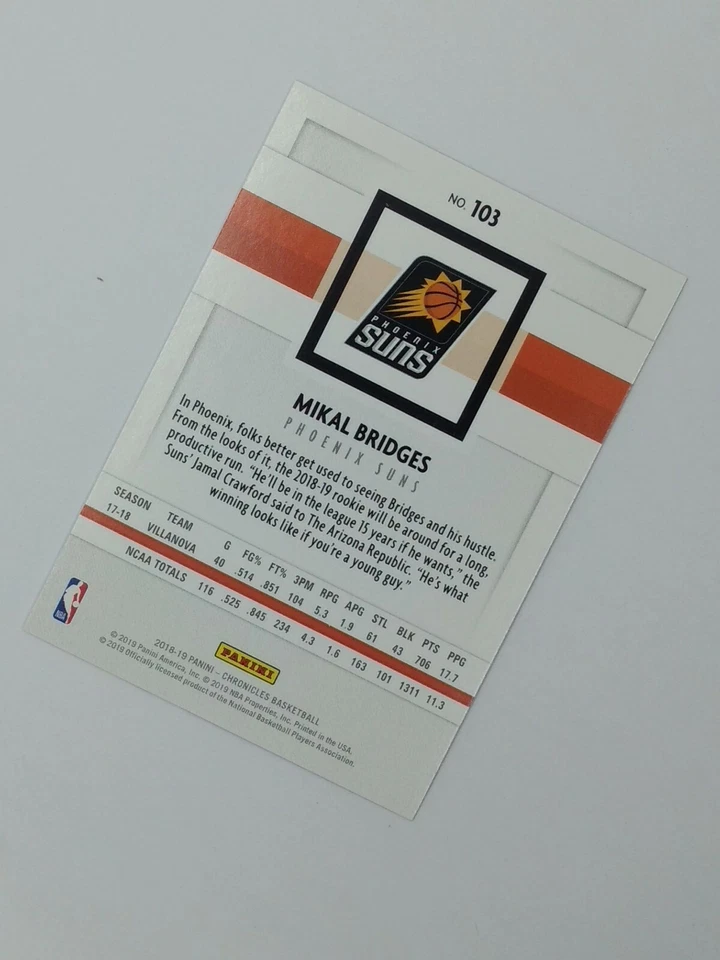 NO. 103
PHOENIX
SUNS
MIKAL BRIDGES
PHOENIX SUNS
In Phoenix, folks better get used to seeing Bridges and his hustle.
From the looks of it, the 2018-19 rookie will be around for a long,
productive run. "He'll be in the league 15 years if he wants," the
Suns' Jamal Crawford said to The Arizona Republic. "He's what
winning looks like if you're a young guy."
SEASON TEAM G FG% FT% 3PM RPG APG STL BLK PTS PPG
17-18 VILLANOVA 40 .514 .851 104 5.3 1.9 61 43 706 17.7
NCAA TOTALS 116 .525 .845 234 4.3 1.6 163 101 1311 11.3
NBA
PANINI
2018-19 PANINI – CHRONICLES BASKETBALL
© 2019 Panini America, Inc. © 2019 NBA Properties, Inc. Printed in the USA.
© 2019 Officially licensed product of the National Basketball Players Association.